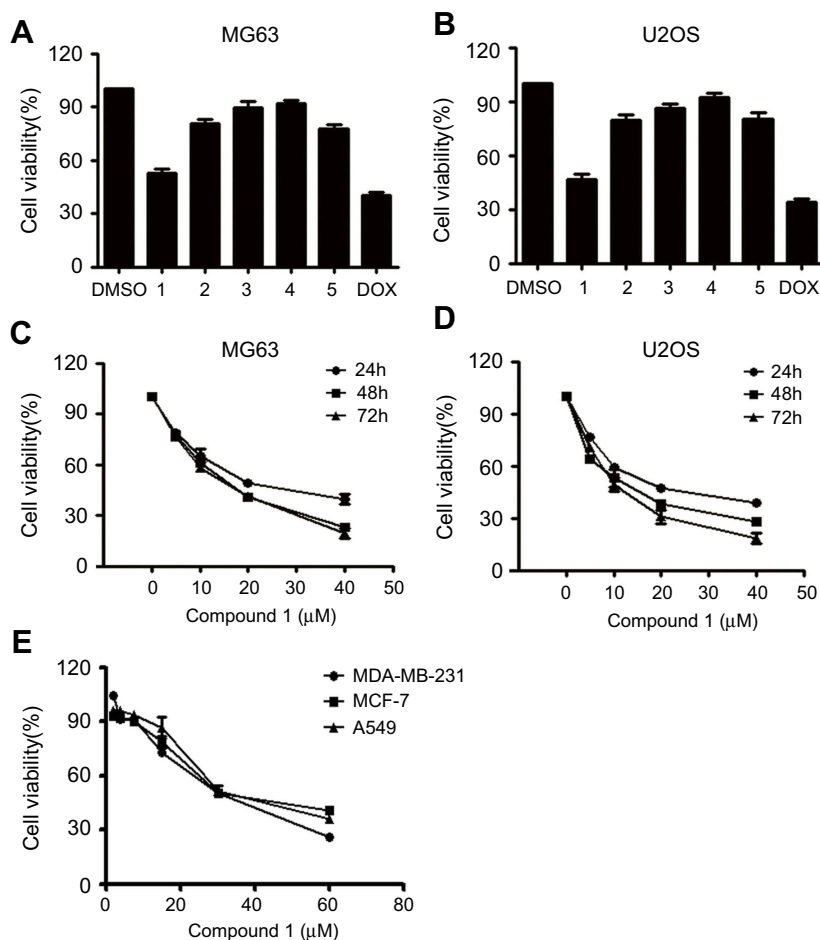 A
MG63
Cell viability(%)
120
90
60
30
0
DMSO 1 2 3 4 5 DOX
B
U2OS
Cell viability(%)
120
90
60
30
0
DMSO 1 2 3 4 5 DOX
C
MG63
Cell viability(%)
120
90
60
30
0
24h
48h
72h
0 10 20 30 40 50
Compound 1 (μM)
D
U2OS
Cell viability(%)
120
90
60
30
0
24h
48h
72h
0 10 20 30 40 50
Compound 1 (μM)
E
Cell viability(%)
120
90
60
30
0
MDA-MB-231
MCF-7
A549
0 20 40 60 80
Compound 1 (μM)